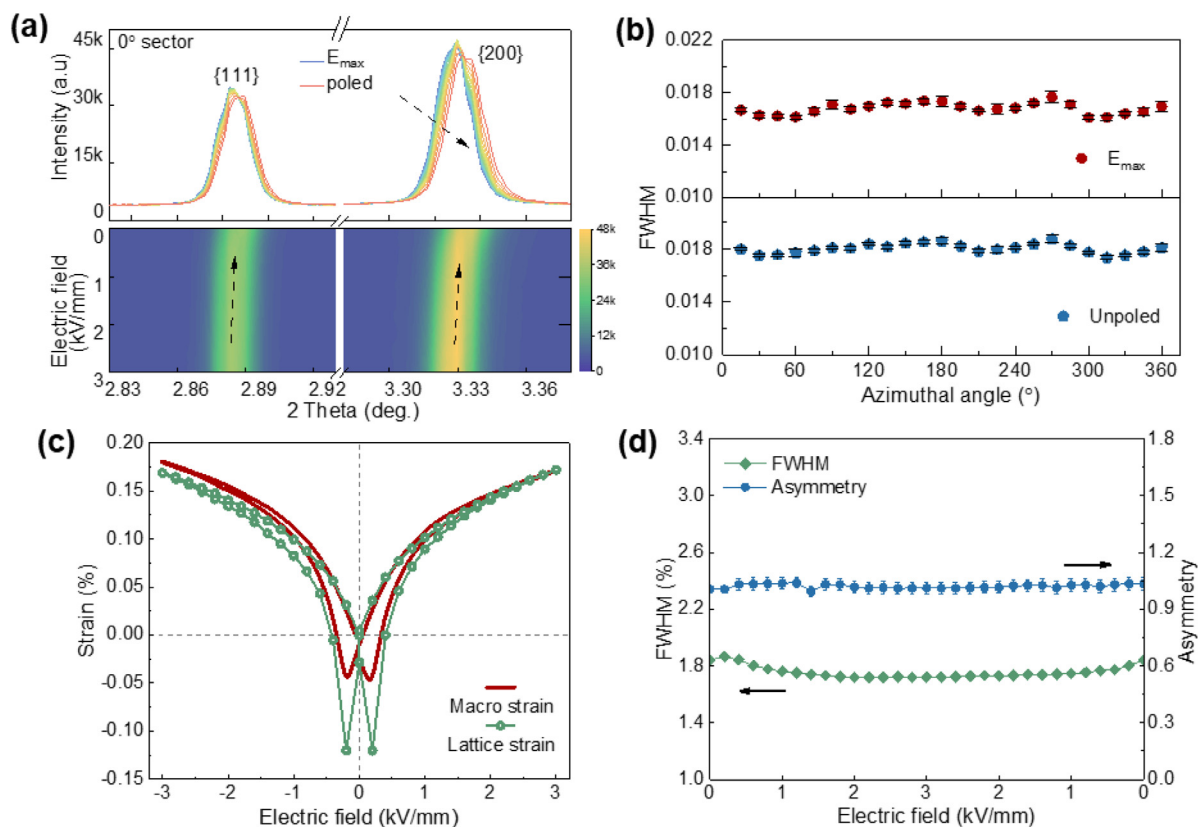 (a)
0° sector
{111}
{200}
E_max
poled
Intensity (a.u)
45k
30k
15k
0
Electric field
(kV/mm)
0
1
2
3
48k
36k
24k
12k
0
2.83 2.86 2.89 2.92 3.30 3.33 3.36
2 Theta (deg.)
(b)
FWHM
0.022
0.018
0.014
0.010
E_max
0.018
0.014
0.010
Unpoled
0 60 120 180 240 300 360
Azimuthal angle (°)
(c)
Strain (%)
0.20
0.15
0.10
0.05
0.00
-0.05
-0.10
-0.15
Macro strain
Lattice strain
-3 -2 -1 0 1 2 3
Electric field (kV/mm)
(d)
FWHM (%)
3.4
3.0
2.6
2.2
1.8
1.4
1.0
FWHM
Asymmetry
Asymmetry
1.8
1.5
1.2
0.9
0.6
0.3
0.0
0 1 2 3 2 1 0
Electric field (kV/mm)